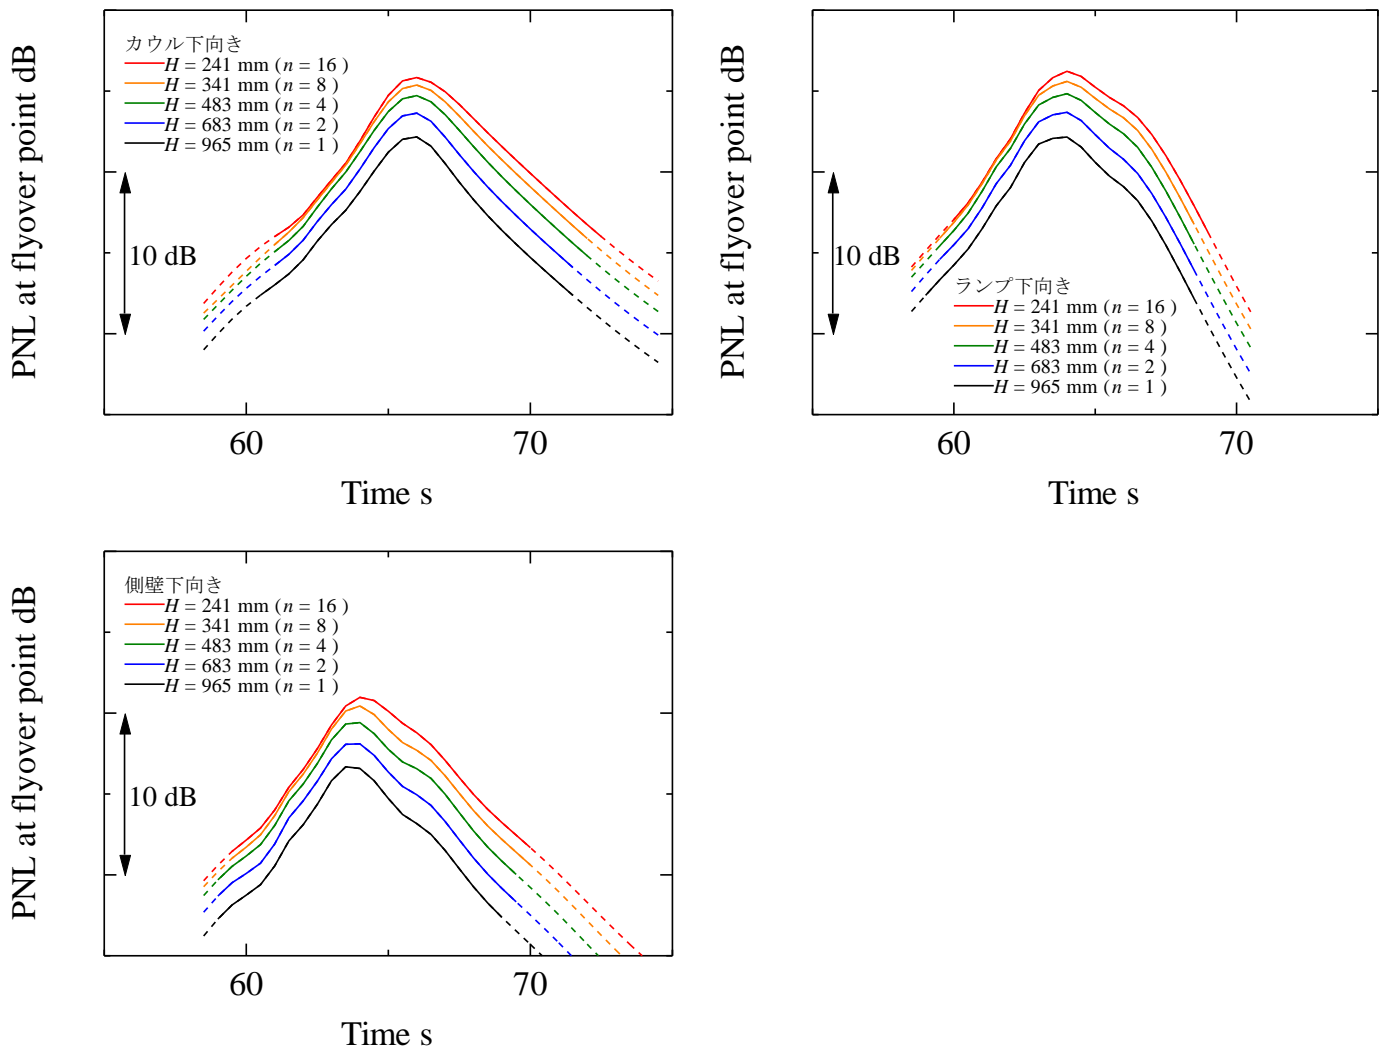 PNL at flyover point dB
カウル下向き
H = 241 mm ( n = 16 )
H = 341 mm ( n = 8 )
H = 483 mm ( n = 4 )
H = 683 mm ( n = 2 )
H = 965 mm ( n = 1 )
10 dB
60 70
Time s
PNL at flyover point dB
10 dB
ランプ下向き
H = 241 mm ( n = 16 )
H = 341 mm ( n = 8 )
H = 483 mm ( n = 4 )
H = 683 mm ( n = 2 )
H = 965 mm ( n = 1 )
60 70
Time s
PNL at flyover point dB
側壁下向き
H = 241 mm ( n = 16 )
H = 341 mm ( n = 8 )
H = 483 mm ( n = 4 )
H = 683 mm ( n = 2 )
H = 965 mm ( n = 1 )
10 dB
60 70
Time s